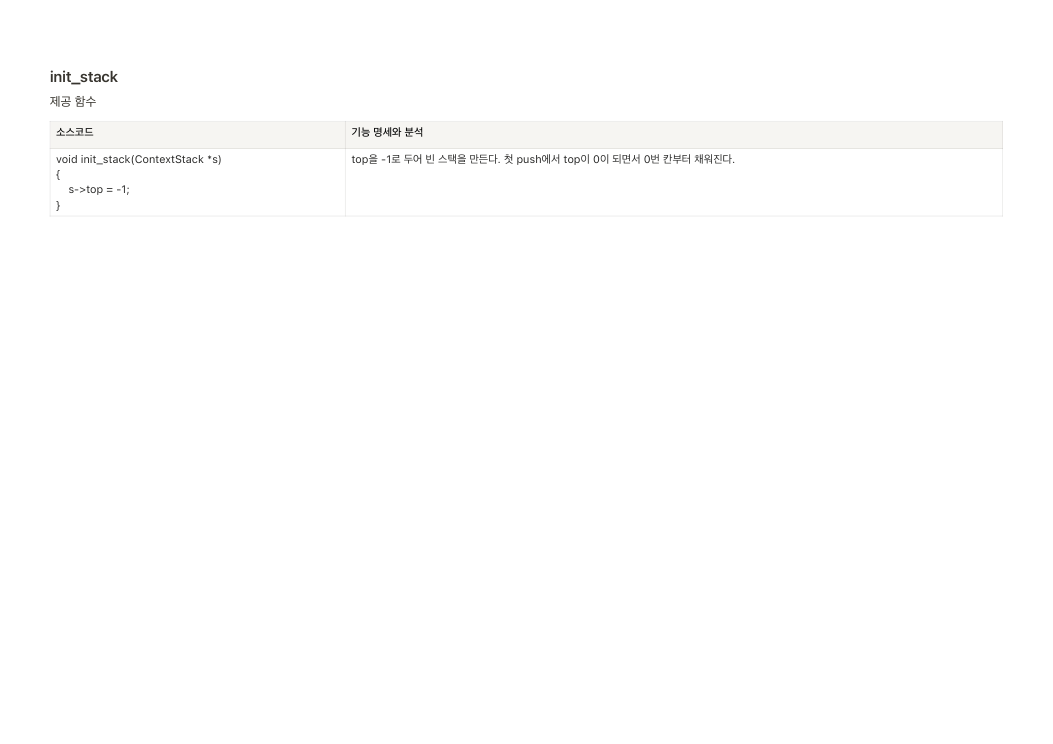 init_stack
제공 함수
소스코드
기능 명세와 분석
void init_stack(ContextStack *s)
{
    s->top = -1;
}
top을 -1로 두어 빈 스택을 만든다. 첫 push에서 top이 0이 되면서 0번 칸부터 채워진다.